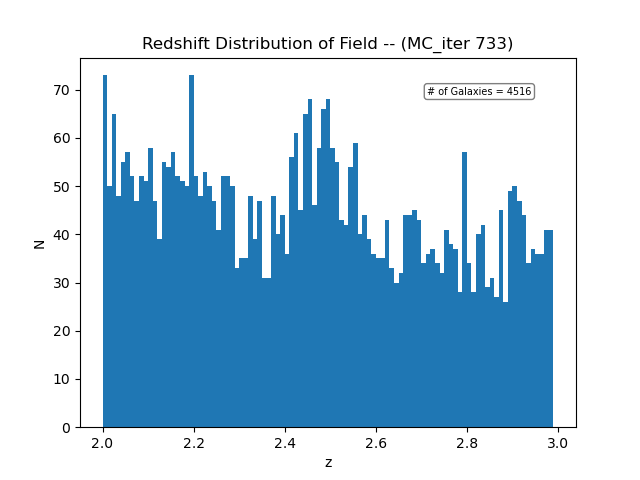 Redshift Distribution of Field -- (MC_iter 733)
# of Galaxies = 4516
70
60
50
40
30
20
10
0
N
2.0 2.2 2.4 2.6 2.8 3.0
z